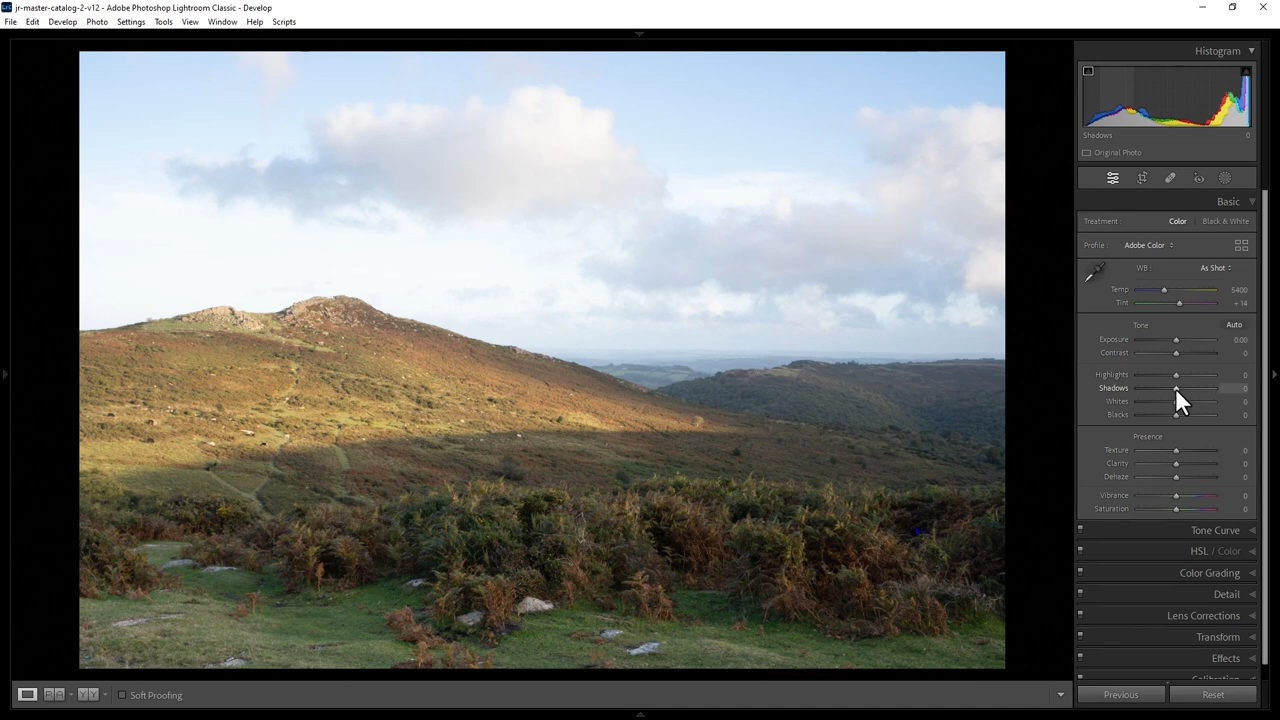 jr-master-catalog-2-v12 - Adobe Photoshop Lightroom Classic - Develop
File Edit Develop Photo Settings Tools View Window Help Scripts
Histogram
Shadows 0
Original Photo
Basic
Treatment : Color Black & White
Profile : Adobe Color
WB : As Shot
Temp 5400
Tint + 14
Tone Auto
Exposure 0.00
Contrast 0
Highlights 0
Shadows 0
Whites 0
Blacks 0
Presence
Texture 0
Clarity 0
Dehaze 0
Vibrance 0
Saturation 0
Tone Curve
HSL / Color
Color Grading
Detail
Lens Corrections
Transform
Effects
Calibration
Soft Proofing
Previous Reset